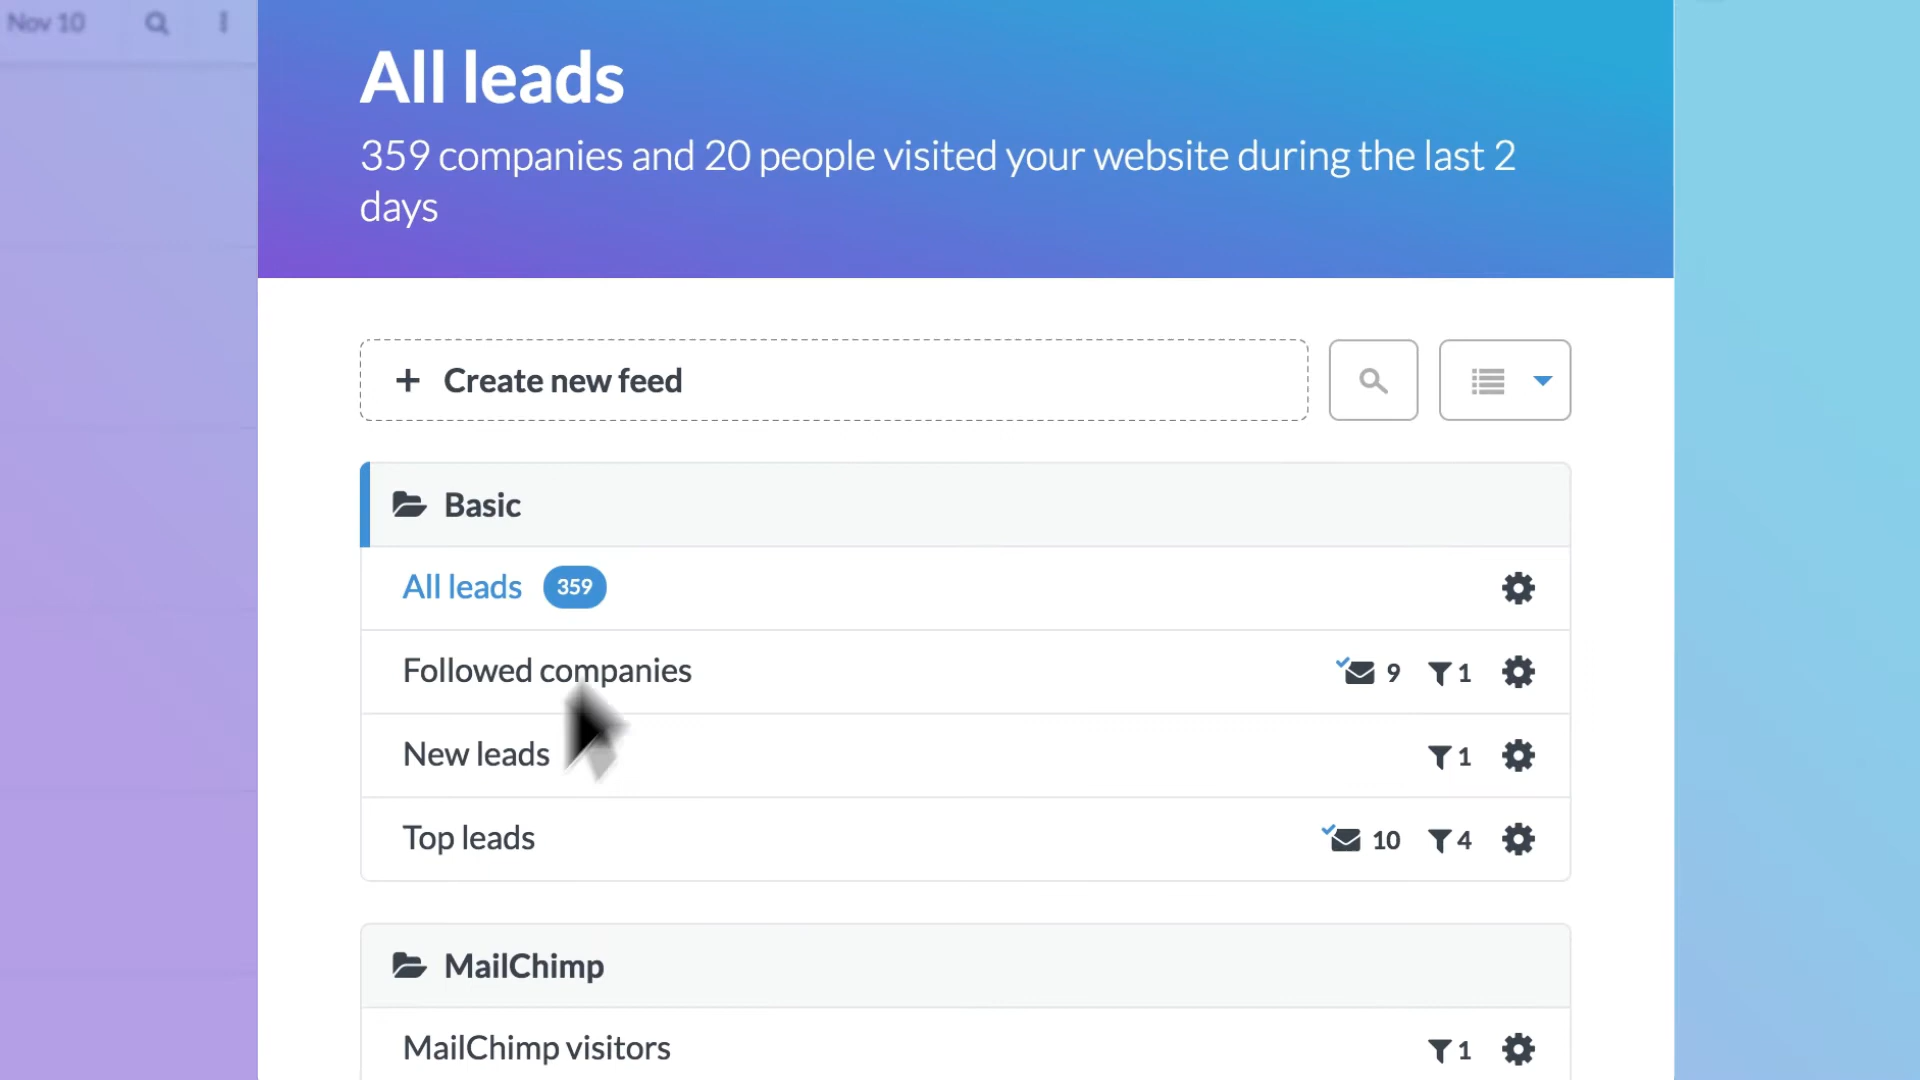 Nov 10
All leads
359 companies and 20 people visited your website during the last 2
days
+ Create new feed
Basic
All leads 359
Followed companies 9 1
New leads 1
Top leads 10 4
MailChimp
MailChimp visitors 1